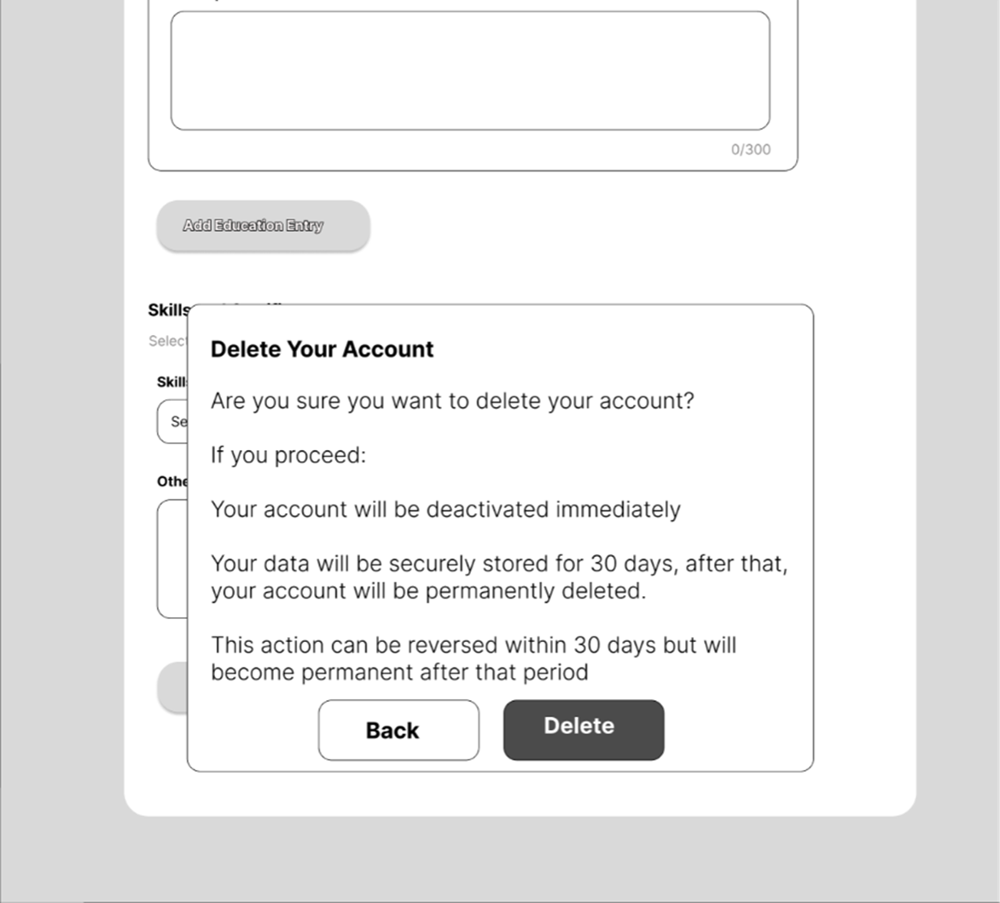 0/300
Add Education Entry
Skills
Select
Skill
Se
Othe
Delete Your Account
Are you sure you want to delete your account?
If you proceed:
Your account will be deactivated immediately
Your data will be securely stored for 30 days, after that,
your account will be permanently deleted.
This action can be reversed within 30 days but will
become permanent after that period
Back
Delete